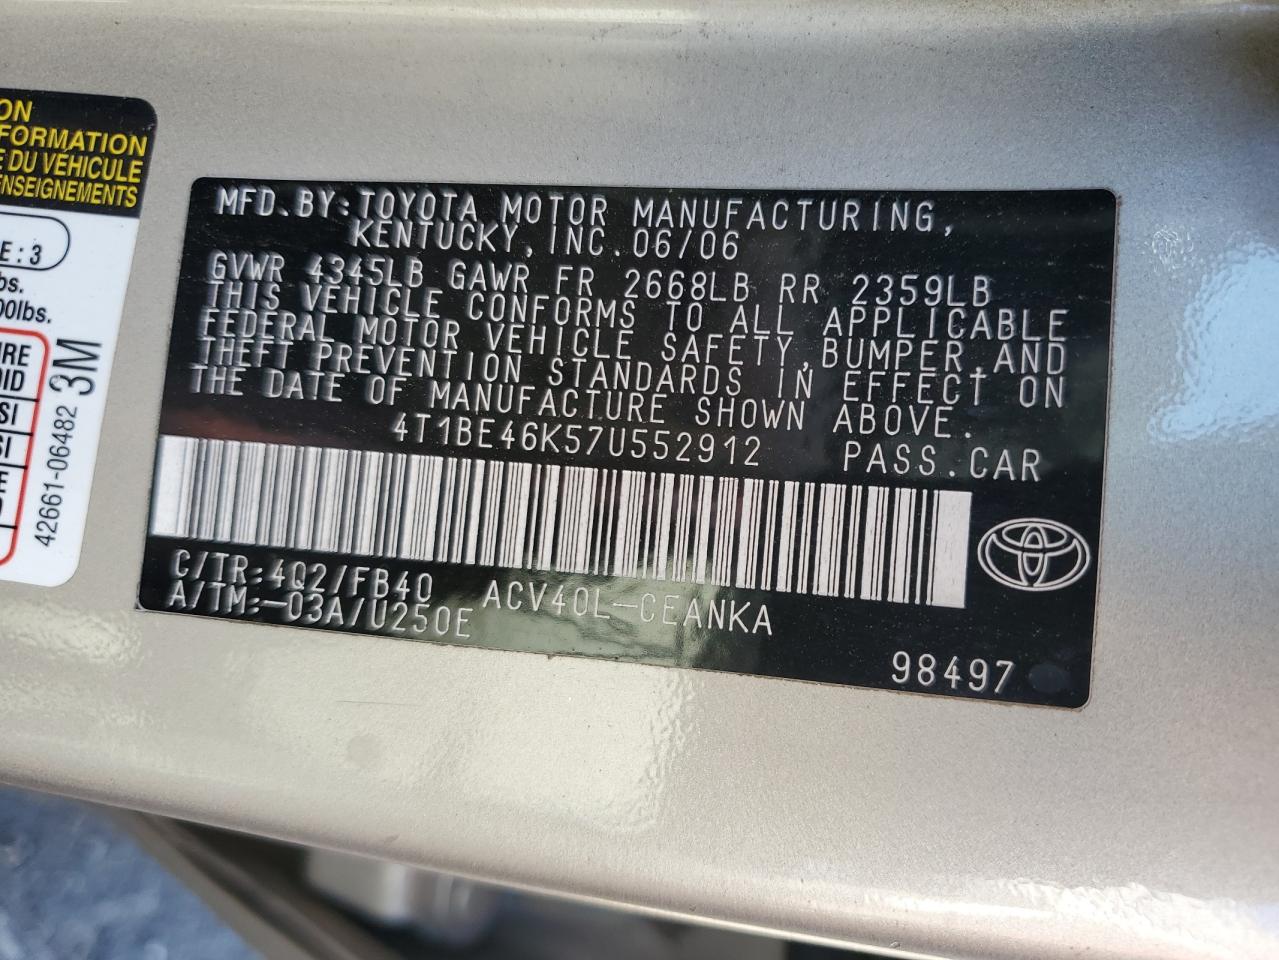 ON
FORMATION
E DU VÉHICULE
ENSEIGNEMENTS
E : 3
bs.
00lbs.
IRE
OID
SI
SI
E
42661-06482 3M
MFD. BY: TOYOTA MOTOR MANUFACTURING,
KENTUCKY, INC. 06/06
GVWR 4345LB GAWR FR 2668LB RR 2359LB
THIS VEHICLE CONFORMS TO ALL APPLICABLE
FEDERAL MOTOR VEHICLE SAFETY, BUMPER, AND
THEFT PREVENTION STANDARDS IN EFFECT ON
THE DATE OF MANUFACTURE SHOWN ABOVE.
4T1BE46K57U552912 PASS. CAR
C/TR: 4Q2/FB40 ACV40L-CEANKA
A/TM: -03A/U250E
98497